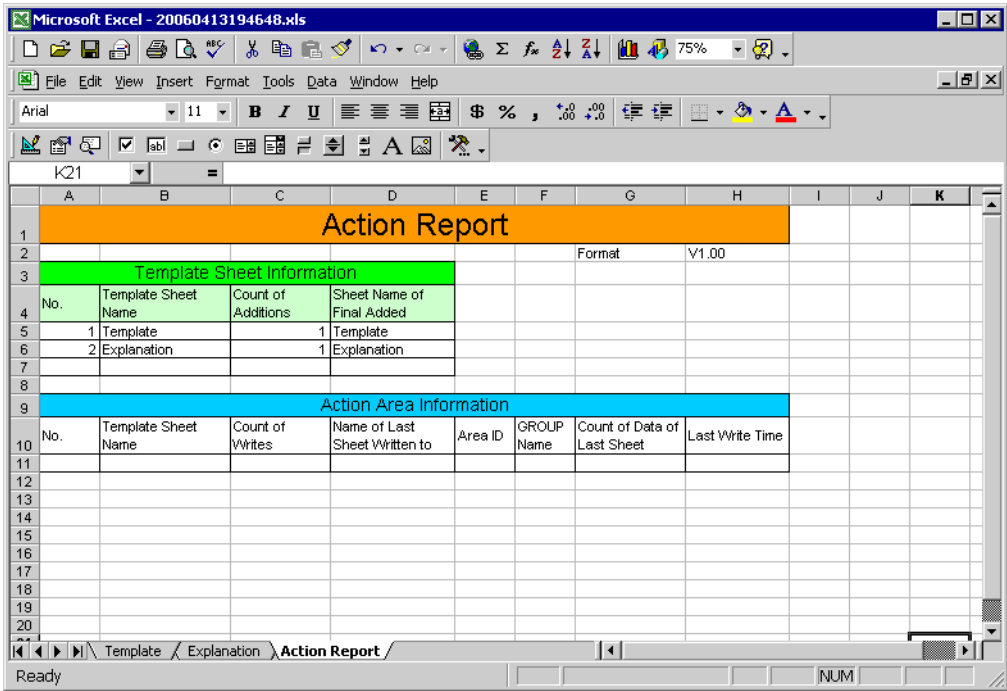 Microsoft Excel - 20060413194648.xls
75%
File Edit View Insert Format Tools Data Window Help
Arial 11 B I U $ % ,
K21 =
A B C D E F G H I J K
1 Action Report
2 Format V1.00
3 Template Sheet Information
No. Template Sheet Count of Sheet Name of
4 Name Additions Final Added
5 1 Template 1 Template
6 2 Explanation 1 Explanation
7
8
9 Action Area Information
No. Template Sheet Count of Name of Last Area ID GROUP Count of Data of Last Write Time
10 Name Writes Sheet Written to Name Last Sheet
11
12
13
14
15
16
17
18
19
20
Template Explanation Action Report
Ready NUM